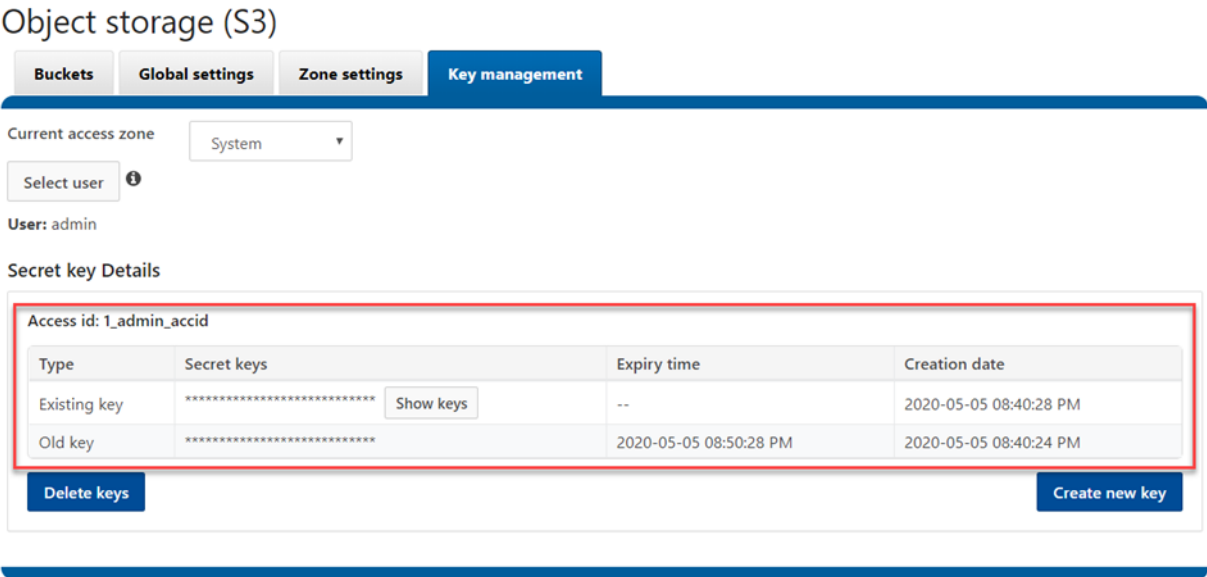 Object storage (S3)
Buckets Global settings Zone settings Key management
Current access zone System
Select user
User: admin
Secret key Details
Access id: 1_admin_accid
Type Secret keys Expiry time Creation date
Existing key **************************** Show keys -- 2020-05-05 08:40:28 PM
Old key **************************** 2020-05-05 08:50:28 PM 2020-05-05 08:40:24 PM
Delete keys Create new key